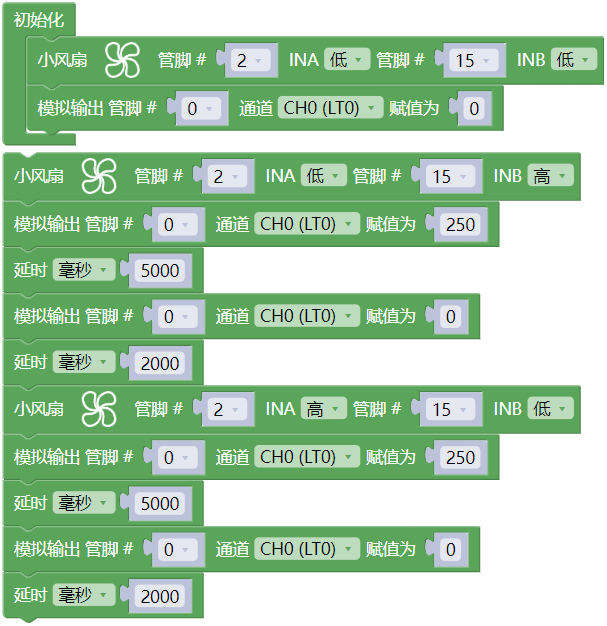 初始化
小风扇 管脚 # 2 INA 低 管脚 # 15 INB 低
模拟输出 管脚 # 0 通道 CH0 (LT0) 赋值为 0
小风扇 管脚 # 2 INA 低 管脚 # 15 INB 高
模拟输出 管脚 # 0 通道 CH0 (LT0) 赋值为 250
延时 毫秒 5000
模拟输出 管脚 # 0 通道 CH0 (LT0) 赋值为 0
延时 毫秒 2000
小风扇 管脚 # 2 INA 高 管脚 # 15 INB 低
模拟输出 管脚 # 0 通道 CH0 (LT0) 赋值为 250
延时 毫秒 5000
模拟输出 管脚 # 0 通道 CH0 (LT0) 赋值为 0
延时 毫秒 2000